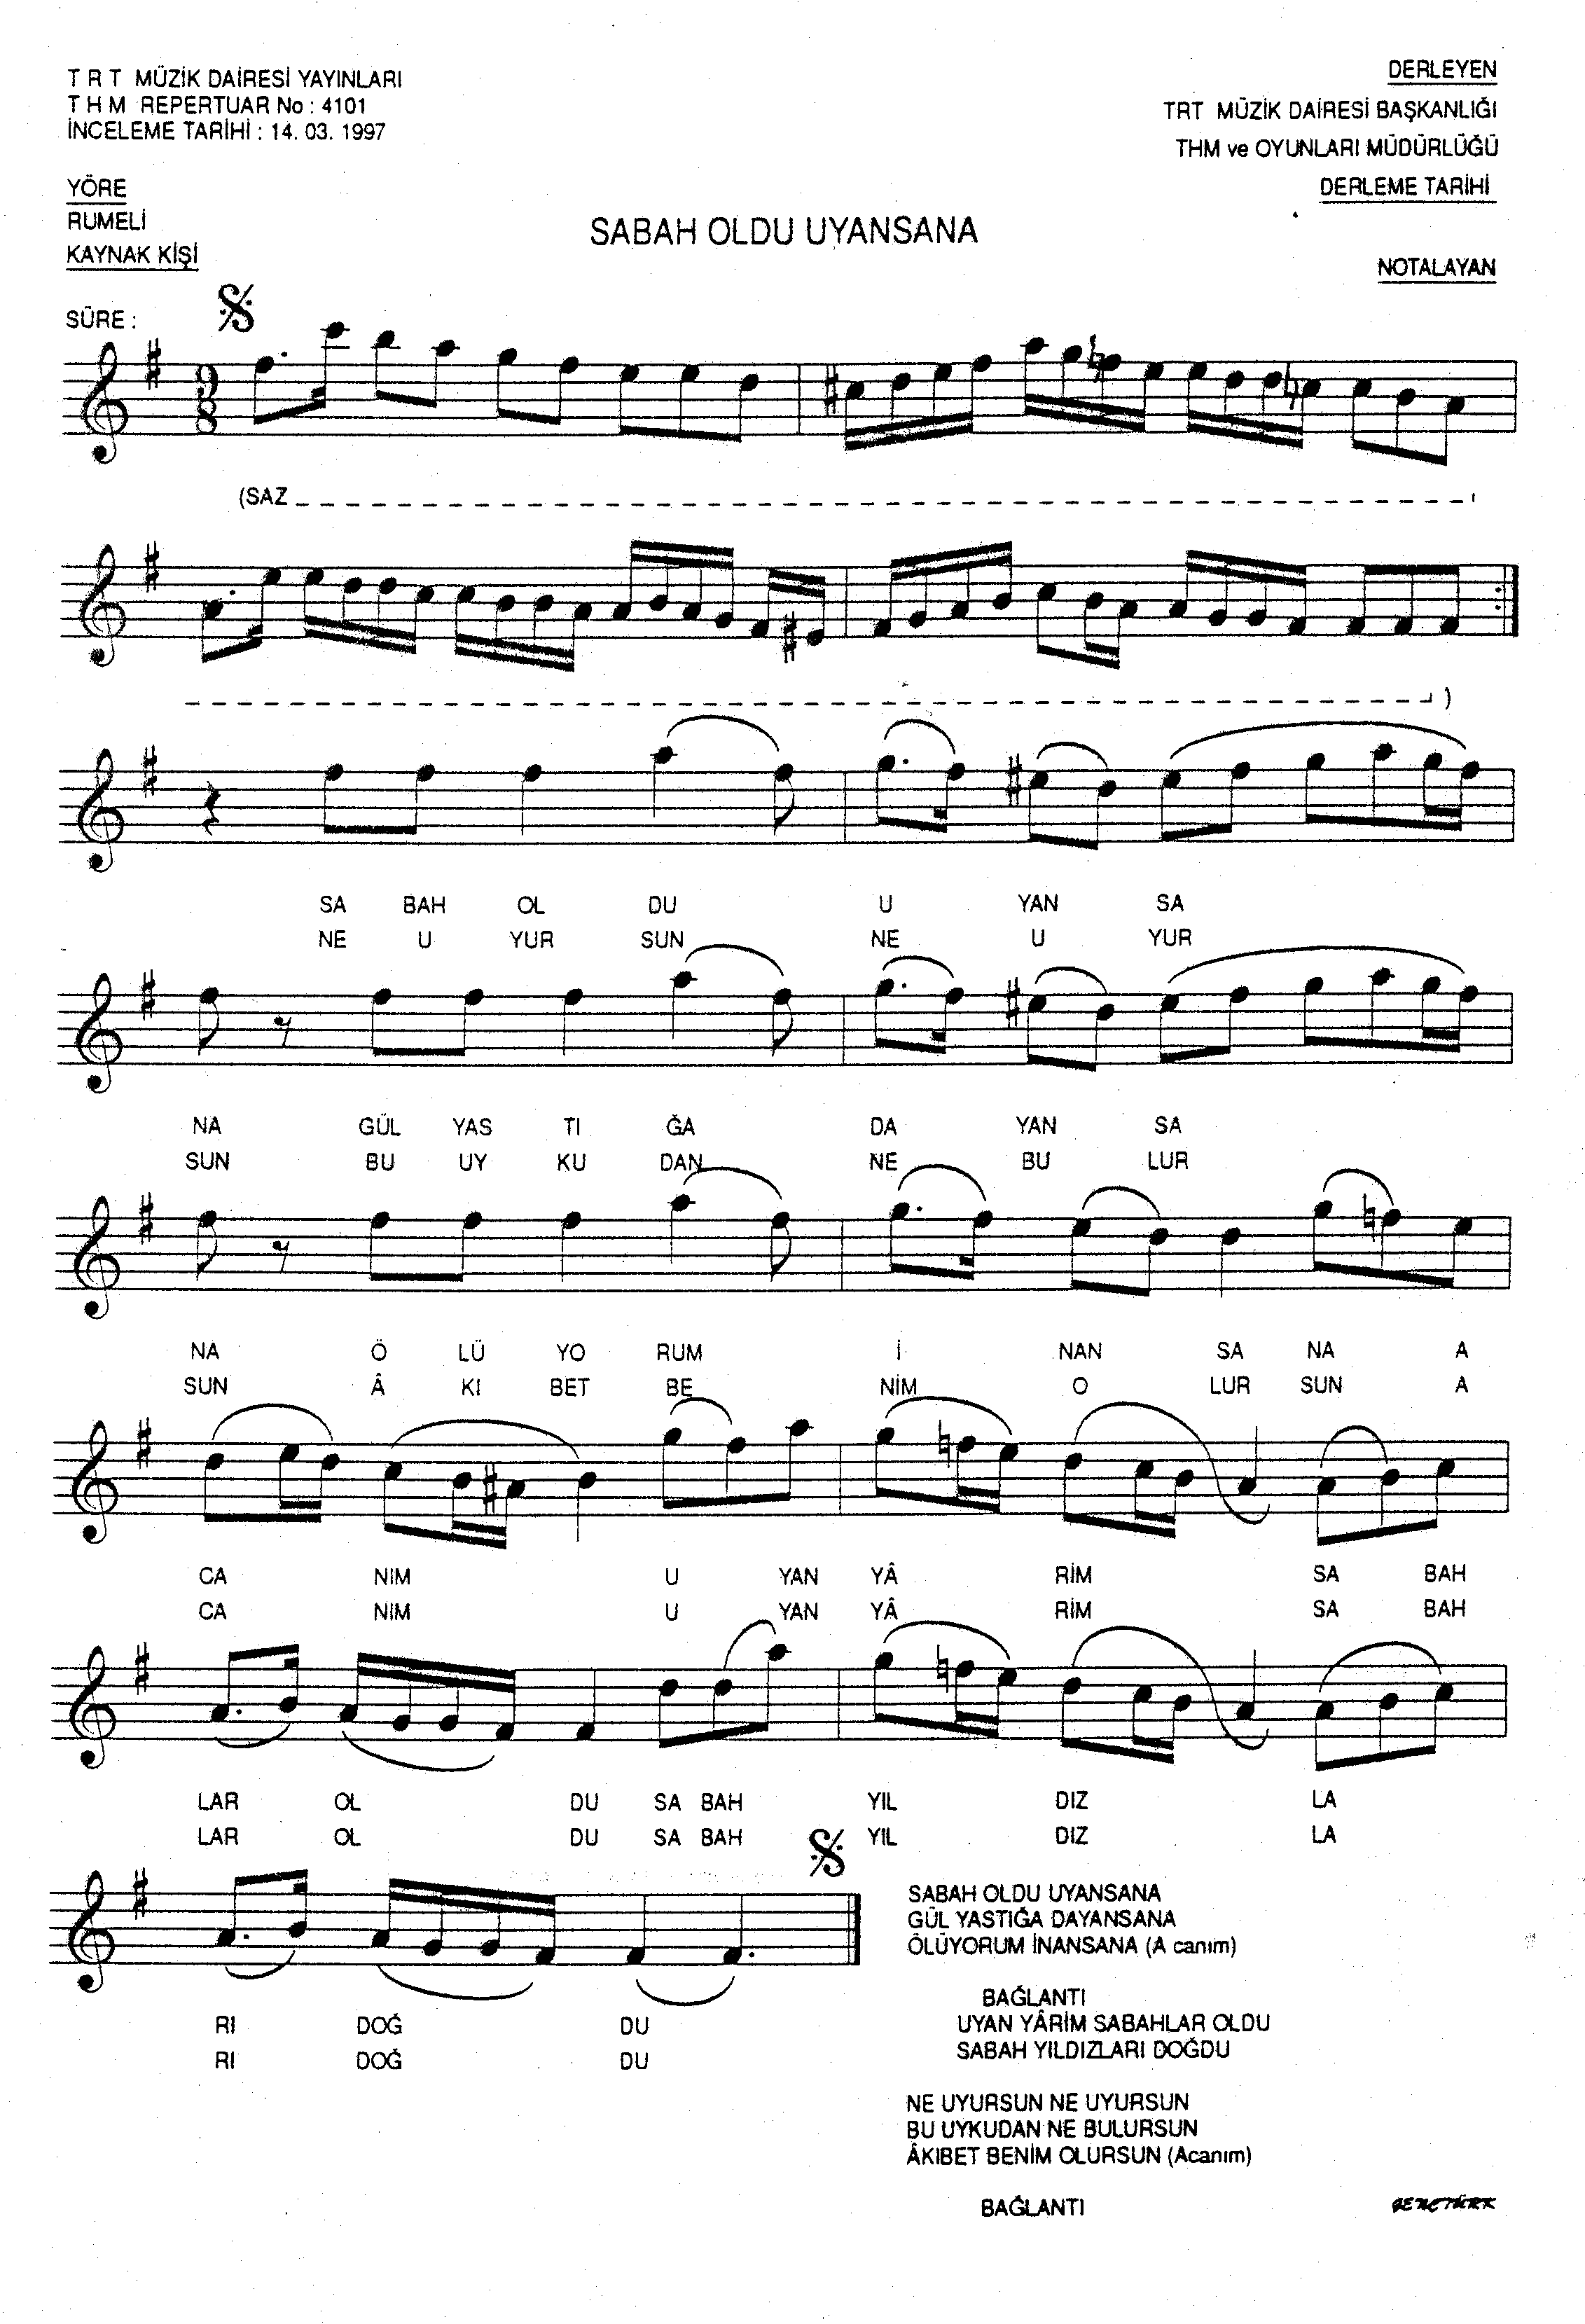 T R T MÜZİK DAİRESİ YAYINLARI
T H M REPERTUAR No : 4101
İNCELEME TARİHİ : 14. 03. 1997
DERLEYEN
TRT MÜZİK DAİRESİ BAŞKANLIĞI
THM ve OYUNLARI MÜDÜRLÜĞÜ
DERLEME TARİHİ
YÖRE
RUMELİ
KAYNAK KİŞİ
SABAH OLDU UYANSANA
NOTALAYAN
SÜRE :
9
8
(SAZ
)
SA BAH OL DU U YAN SA
NE U YUR SUN NE U YUR
NA GÜL YAS TI ĞA DA YAN SA
SUN BU UY KU DAN NE BU LUR
NA Ö LÜ YO RUM İ NAN SA NA A
SUN Â KI BET BE NİM O LUR SUN A
CA NIM U YAN YÂ RİM SA BAH
CA NIM U YAN YÂ RİM SA BAH
LAR OL DU SA BAH YIL DIZ LA
LAR OL DU SA BAH YIL DIZ LA
RI DOĞ DU
RI DOĞ DU
SABAH OLDU UYANSANA
GÜL YASTIĞA DAYANSANA
ÖLÜYORUM İNANSANA (A canım)
BAĞLANTI
UYAN YÂRİM SABAHLAR OLDU
SABAH YILDIZLARI DOĞDU
NE UYURSUN NE UYURSUN
BU UYKUDAN NE BULURSUN
ÂKIBET BENİM OLURSUN (Acanım)
BAĞLANTI
GENÇTÜRK